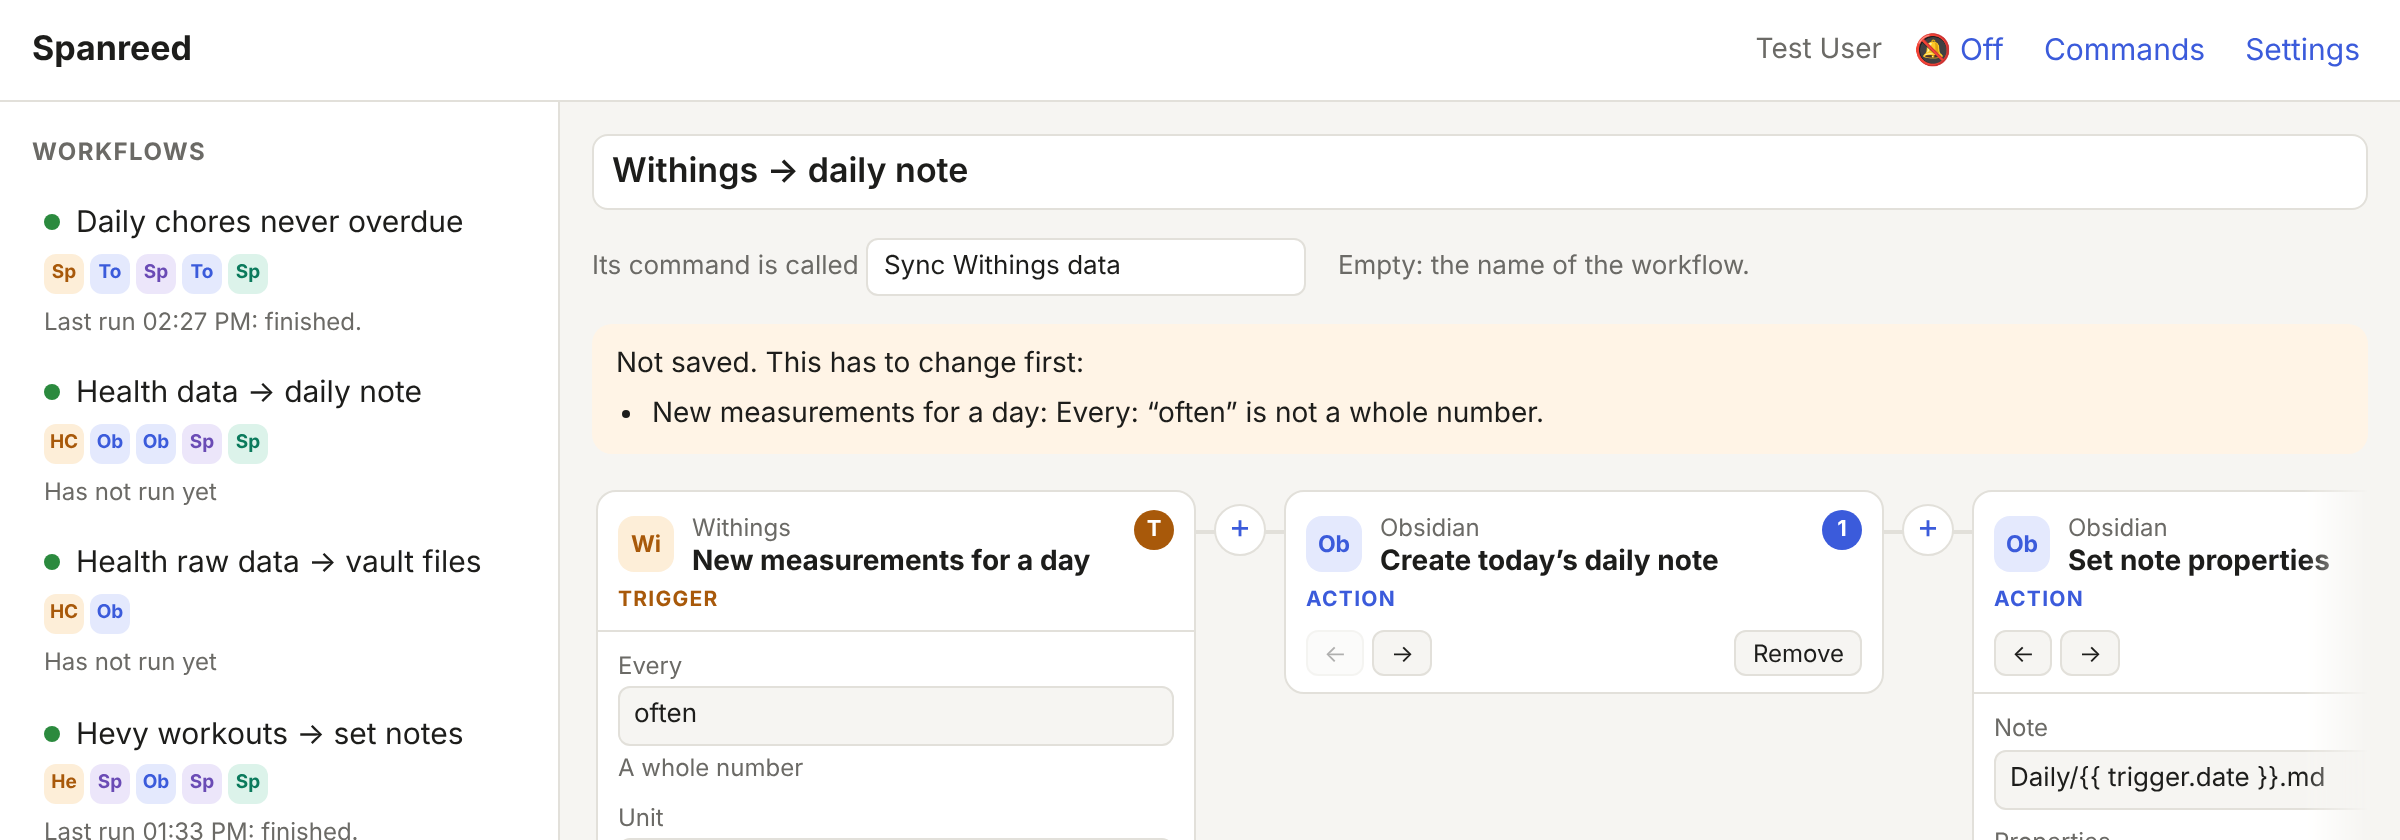 Spanreed
Test User
Off
Commands
Settings
WORKFLOWS
Daily chores never overdue
Sp To Sp To Sp
Last run 02:27 PM: finished.
Health data → daily note
HC Ob Ob Sp Sp
Has not run yet
Health raw data → vault files
HC Ob
Has not run yet
Hevy workouts → set notes
He Sp Ob Sp Sp
Last run 01:33 PM: finished.
Withings → daily note
Its command is called Sync Withings data Empty: the name of the workflow.
Not saved. This has to change first:
• New measurements for a day: Every: “often” is not a whole number.
Wi
Withings
New measurements for a day
T
TRIGGER
Every
often
A whole number
Unit
+
Ob
Obsidian
Create today’s daily note
1
ACTION
← → Remove
+
Ob
Obsidian
Set note properties
ACTION
← →
Note
Daily/{{ trigger.date }}.md
Properties